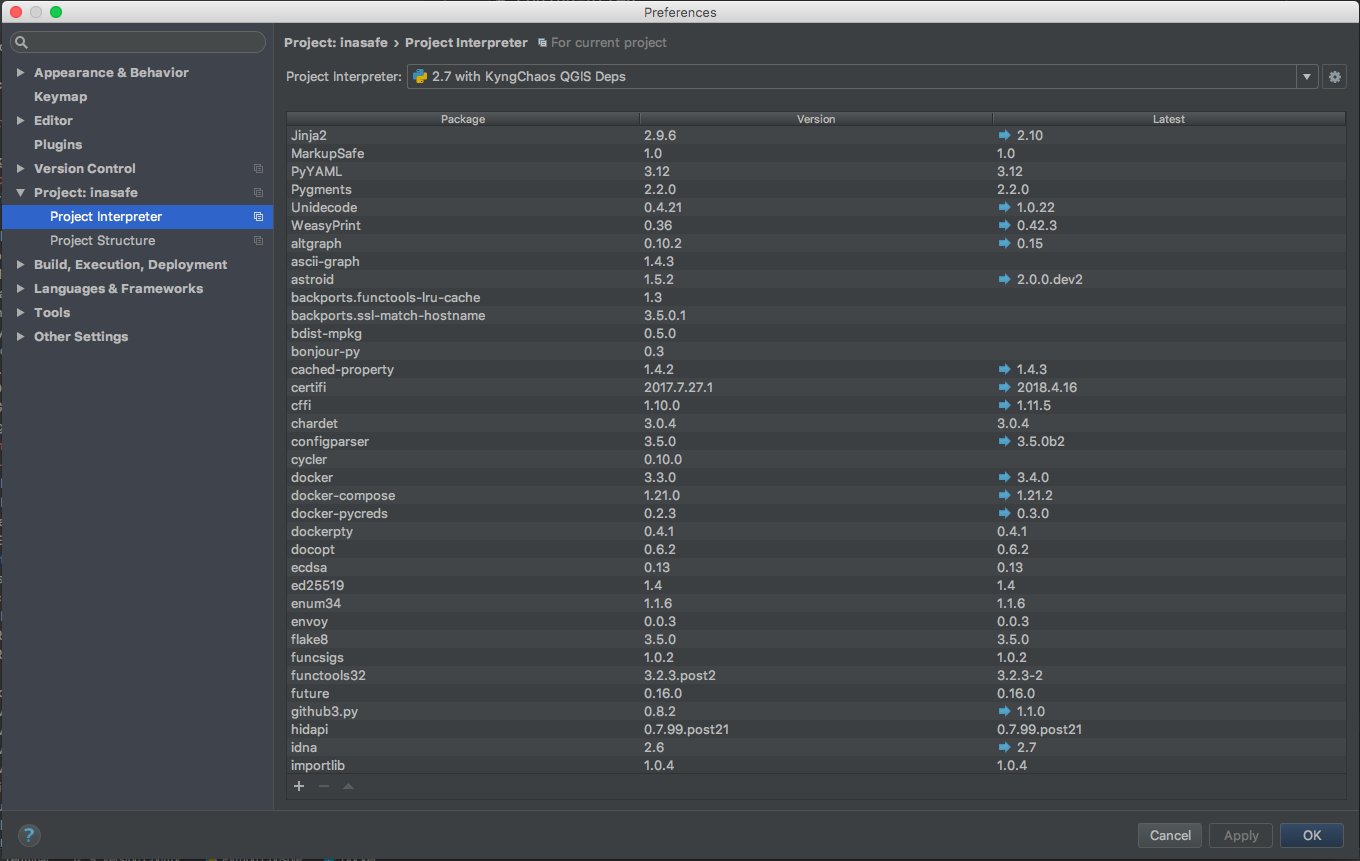 Preferences
Project: inasafe › Project Interpreter For current project
Project Interpreter: 2.7 with KyngChaos QGIS Deps
Appearance & Behavior
Keymap
Editor
Plugins
Version Control
Project: inasafe
Project Interpreter
Project Structure
Build, Execution, Deployment
Languages & Frameworks
Tools
Other Settings
Package Version Latest
Jinja2 2.9.6 2.10
MarkupSafe 1.0 1.0
PyYAML 3.12 3.12
Pygments 2.2.0 2.2.0
Unidecode 0.4.21 1.0.22
WeasyPrint 0.36 0.42.3
altgraph 0.10.2 0.15
ascii-graph 1.4.3
astroid 1.5.2 2.0.0.dev2
backports.functools-lru-cache 1.3
backports.ssl-match-hostname 3.5.0.1
bdist-mpkg 0.5.0
bonjour-py 0.3
cached-property 1.4.2 1.4.3
certifi 2017.7.27.1 2018.4.16
cffi 1.10.0 1.11.5
chardet 3.0.4 3.0.4
configparser 3.5.0 3.5.0b2
cycler 0.10.0
docker 3.3.0 3.4.0
docker-compose 1.21.0 1.21.2
docker-pycreds 0.2.3 0.3.0
dockerpty 0.4.1 0.4.1
docopt 0.6.2 0.6.2
ecdsa 0.13 0.13
ed25519 1.4 1.4
enum34 1.1.6 1.1.6
envoy 0.0.3 0.0.3
flake8 3.5.0 3.5.0
funcsigs 1.0.2 1.0.2
functools32 3.2.3.post2 3.2.3-2
future 0.16.0 0.16.0
github3.py 0.8.2 1.1.0
hidapi 0.7.99.post21 0.7.99.post21
idna 2.6 2.7
importlib 1.0.4 1.0.4
? Cancel Apply OK